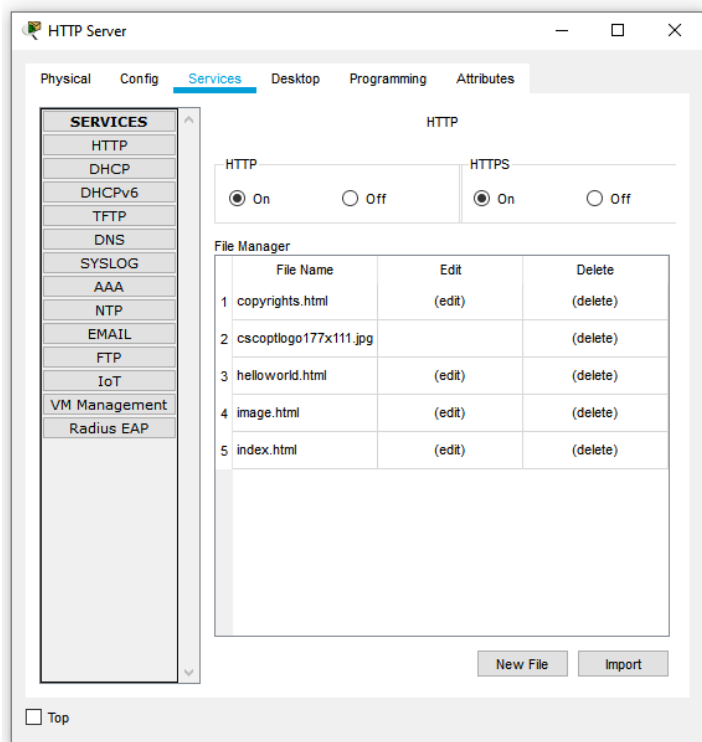 HTTP Server
Physical Config Services Desktop Programming Attributes
SERVICES
HTTP
DHCP
DHCPv6
TFTP
DNS
SYSLOG
AAA
NTP
EMAIL
FTP
IoT
VM Management
Radius EAP
HTTP
HTTP HTTPS
On Off On Off
File Manager
File Name Edit Delete
1 copyrights.html (edit) (delete)
2 cscoptlogo177x111.jpg (delete)
3 helloworld.html (edit) (delete)
4 image.html (edit) (delete)
5 index.html (edit) (delete)
New File Import
Top